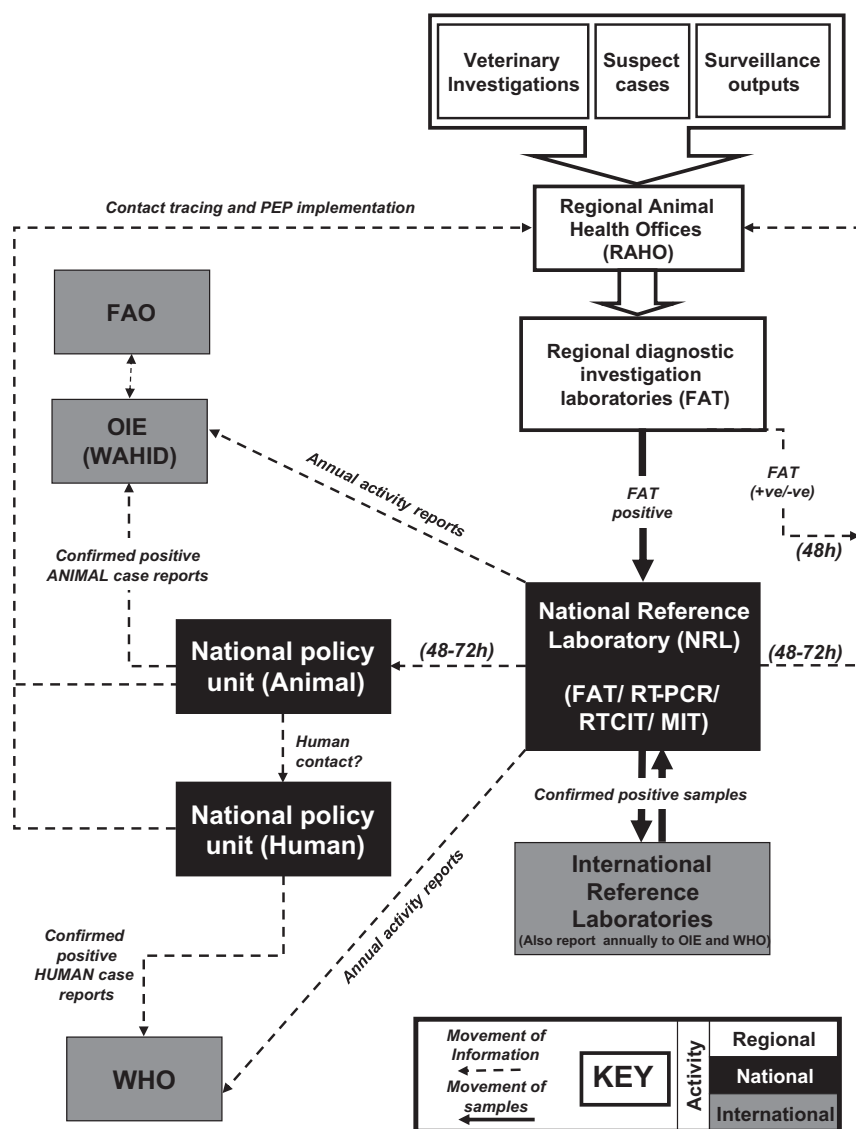 Veterinary
Investigations
Suspect
cases
Surveillance
outputs
Contact tracing and PEP implementation
Regional Animal
Health Offices
(RAHO)
FAO
Regional diagnostic
investigation
laboratories (FAT)
OIE
(WAHID)
Annual activity reports
FAT
positive
FAT
(+ve/-ve)
(48h)
Confirmed positive
ANIMAL case reports
National Reference
Laboratory (NRL)
(FAT/ RT-PCR/
RTCIT/ MIT)
National policy
unit (Animal)
(48-72h)
(48-72h)
Human
contact?
Confirmed positive samples
National policy
unit (Human)
International
Reference
Laboratories
(Also report annually to OIE and WHO)
Annual activity reports
Confirmed
positive
HUMAN case
reports
WHO
Movement of
Information
Movement of
samples
KEY
Activity
Regional
National
International